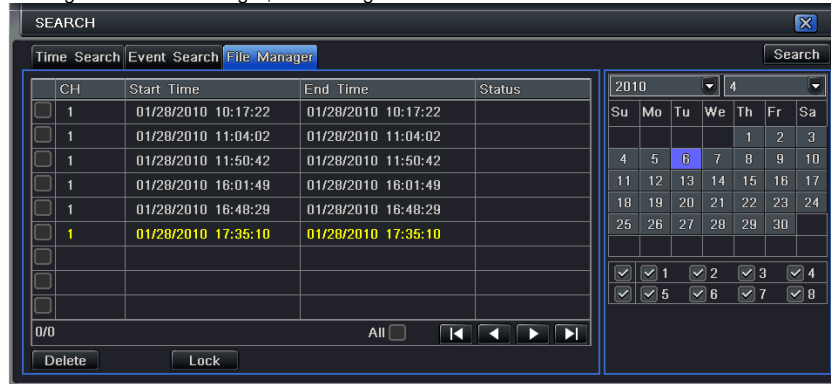 SEARCH
Time Search Event Search File Manager Search
CH Start Time End Time Status
1 01/28/2010 10:17:22 01/28/2010 10:17:22
1 01/28/2010 11:04:02 01/28/2010 11:04:02
1 01/28/2010 11:50:42 01/28/2010 11:50:42
1 01/28/2010 16:01:49 01/28/2010 16:01:49
1 01/28/2010 16:48:29 01/28/2010 16:48:29
1 01/28/2010 17:35:10 01/28/2010 17:35:10
0/0 All
Delete Lock
2010 4
Su Mo Tu We Th Fr Sa
1 2 3
4 5 6 7 8 9 10
11 12 13 14 15 16 17
18 19 20 21 22 23 24
25 26 27 28 29 30
1 2 3 4
5 6 7 8